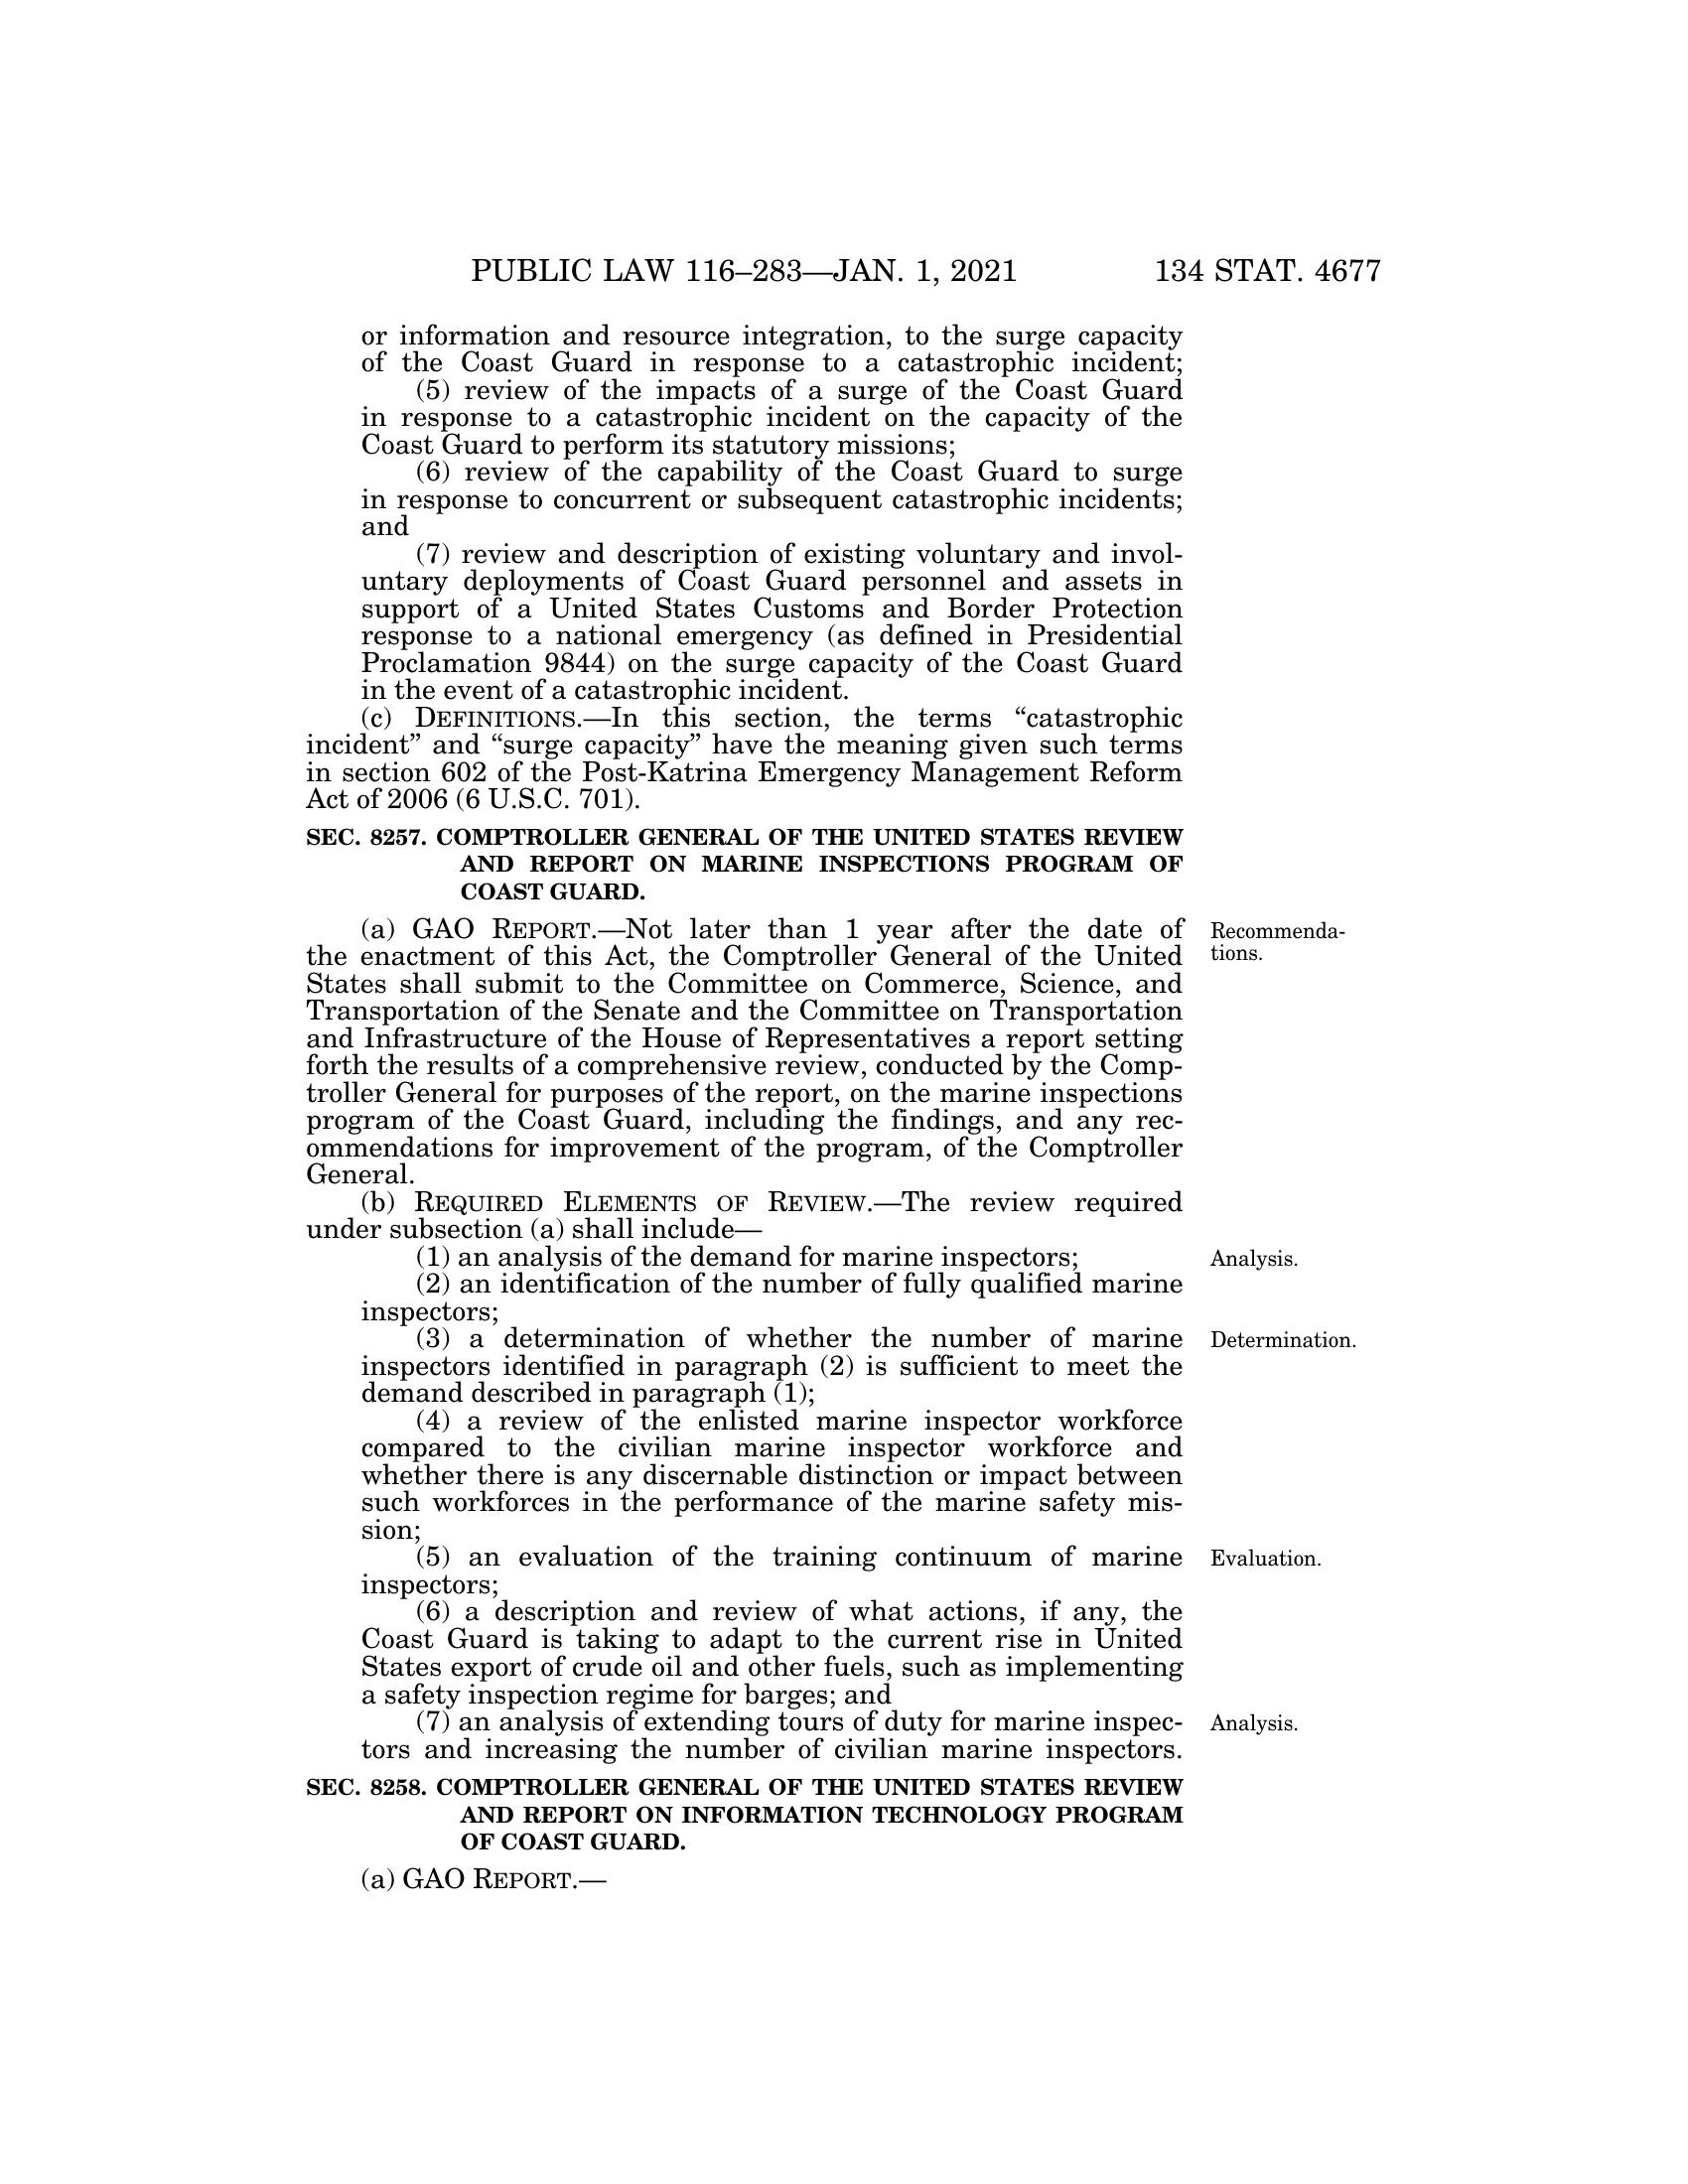 PUBLIC LAW 116–283—JAN. 1, 2021 134 STAT. 4677
or information and resource integration, to the surge capacity
of the Coast Guard in response to a catastrophic incident;
(5) review of the impacts of a surge of the Coast Guard
in response to a catastrophic incident on the capacity of the
Coast Guard to perform its statutory missions;
(6) review of the capability of the Coast Guard to surge
in response to concurrent or subsequent catastrophic incidents;
and
(7) review and description of existing voluntary and invol-
untary deployments of Coast Guard personnel and assets in
support of a United States Customs and Border Protection
response to a national emergency (as defined in Presidential
Proclamation 9844) on the surge capacity of the Coast Guard
in the event of a catastrophic incident.
(c) DEFINITIONS.—In this section, the terms “catastrophic
incident” and “surge capacity” have the meaning given such terms
in section 602 of the Post-Katrina Emergency Management Reform
Act of 2006 (6 U.S.C. 701).
SEC. 8257. COMPTROLLER GENERAL OF THE UNITED STATES REVIEW
AND REPORT ON MARINE INSPECTIONS PROGRAM OF
COAST GUARD.
(a) GAO REPORT.—Not later than 1 year after the date of
the enactment of this Act, the Comptroller General of the United
States shall submit to the Committee on Commerce, Science, and
Transportation of the Senate and the Committee on Transportation
and Infrastructure of the House of Representatives a report setting
forth the results of a comprehensive review, conducted by the Comp-
troller General for purposes of the report, on the marine inspections
program of the Coast Guard, including the findings, and any rec-
ommendations for improvement of the program, of the Comptroller
General.
Recommenda-
tions.
(b) REQUIRED ELEMENTS OF REVIEW.—The review required
under subsection (a) shall include—
(1) an analysis of the demand for marine inspectors;
Analysis.
(2) an identification of the number of fully qualified marine
inspectors;
(3) a determination of whether the number of marine
inspectors identified in paragraph (2) is sufficient to meet the
demand described in paragraph (1);
Determination.
(4) a review of the enlisted marine inspector workforce
compared to the civilian marine inspector workforce and
whether there is any discernable distinction or impact between
such workforces in the performance of the marine safety mis-
sion;
(5) an evaluation of the training continuum of marine
inspectors;
Evaluation.
(6) a description and review of what actions, if any, the
Coast Guard is taking to adapt to the current rise in United
States export of crude oil and other fuels, such as implementing
a safety inspection regime for barges; and
(7) an analysis of extending tours of duty for marine inspec-
tors and increasing the number of civilian marine inspectors.
Analysis.
SEC. 8258. COMPTROLLER GENERAL OF THE UNITED STATES REVIEW
AND REPORT ON INFORMATION TECHNOLOGY PROGRAM
OF COAST GUARD.
(a) GAO REPORT.—